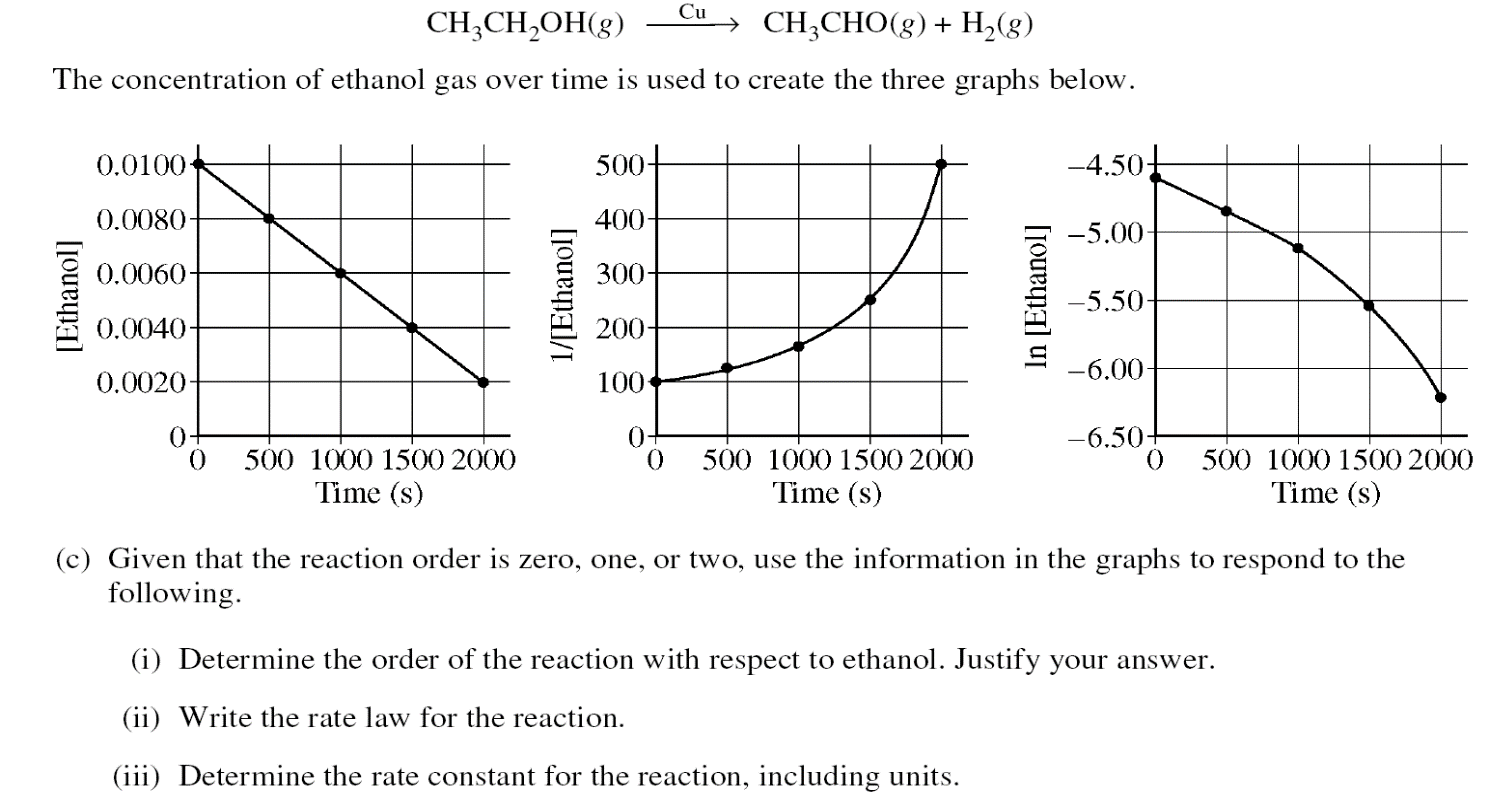 Cu
CH₃CH₂OH(g) ⟶ CH₃CHO(g) + H₂(g)
The concentration of ethanol gas over time is used to create the three graphs below.
[Ethanol]
0.0100
0.0080
0.0060
0.0040
0.0020
0
0 500 1000 1500 2000
Time (s)
1/[Ethanol]
500
400
300
200
100
0
0 500 1000 1500 2000
Time (s)
ln [Ethanol]
−4.50
−5.00
−5.50
−6.00
−6.50
0 500 1000 1500 2000
Time (s)
(c) Given that the reaction order is zero, one, or two, use the information in the graphs to respond to the
following.
(i) Determine the order of the reaction with respect to ethanol. Justify your answer.
(ii) Write the rate law for the reaction.
(iii) Determine the rate constant for the reaction, including units.